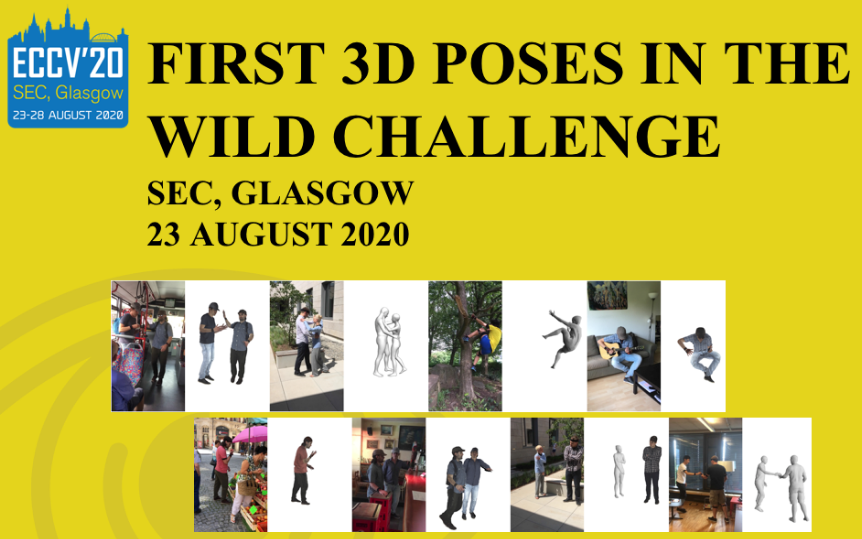 ECCV'20
SEC, Glasgow
23-28 AUGUST 2020
FIRST 3D POSES IN THE
WILD CHALLENGE
SEC, GLASGOW
23 AUGUST 2020